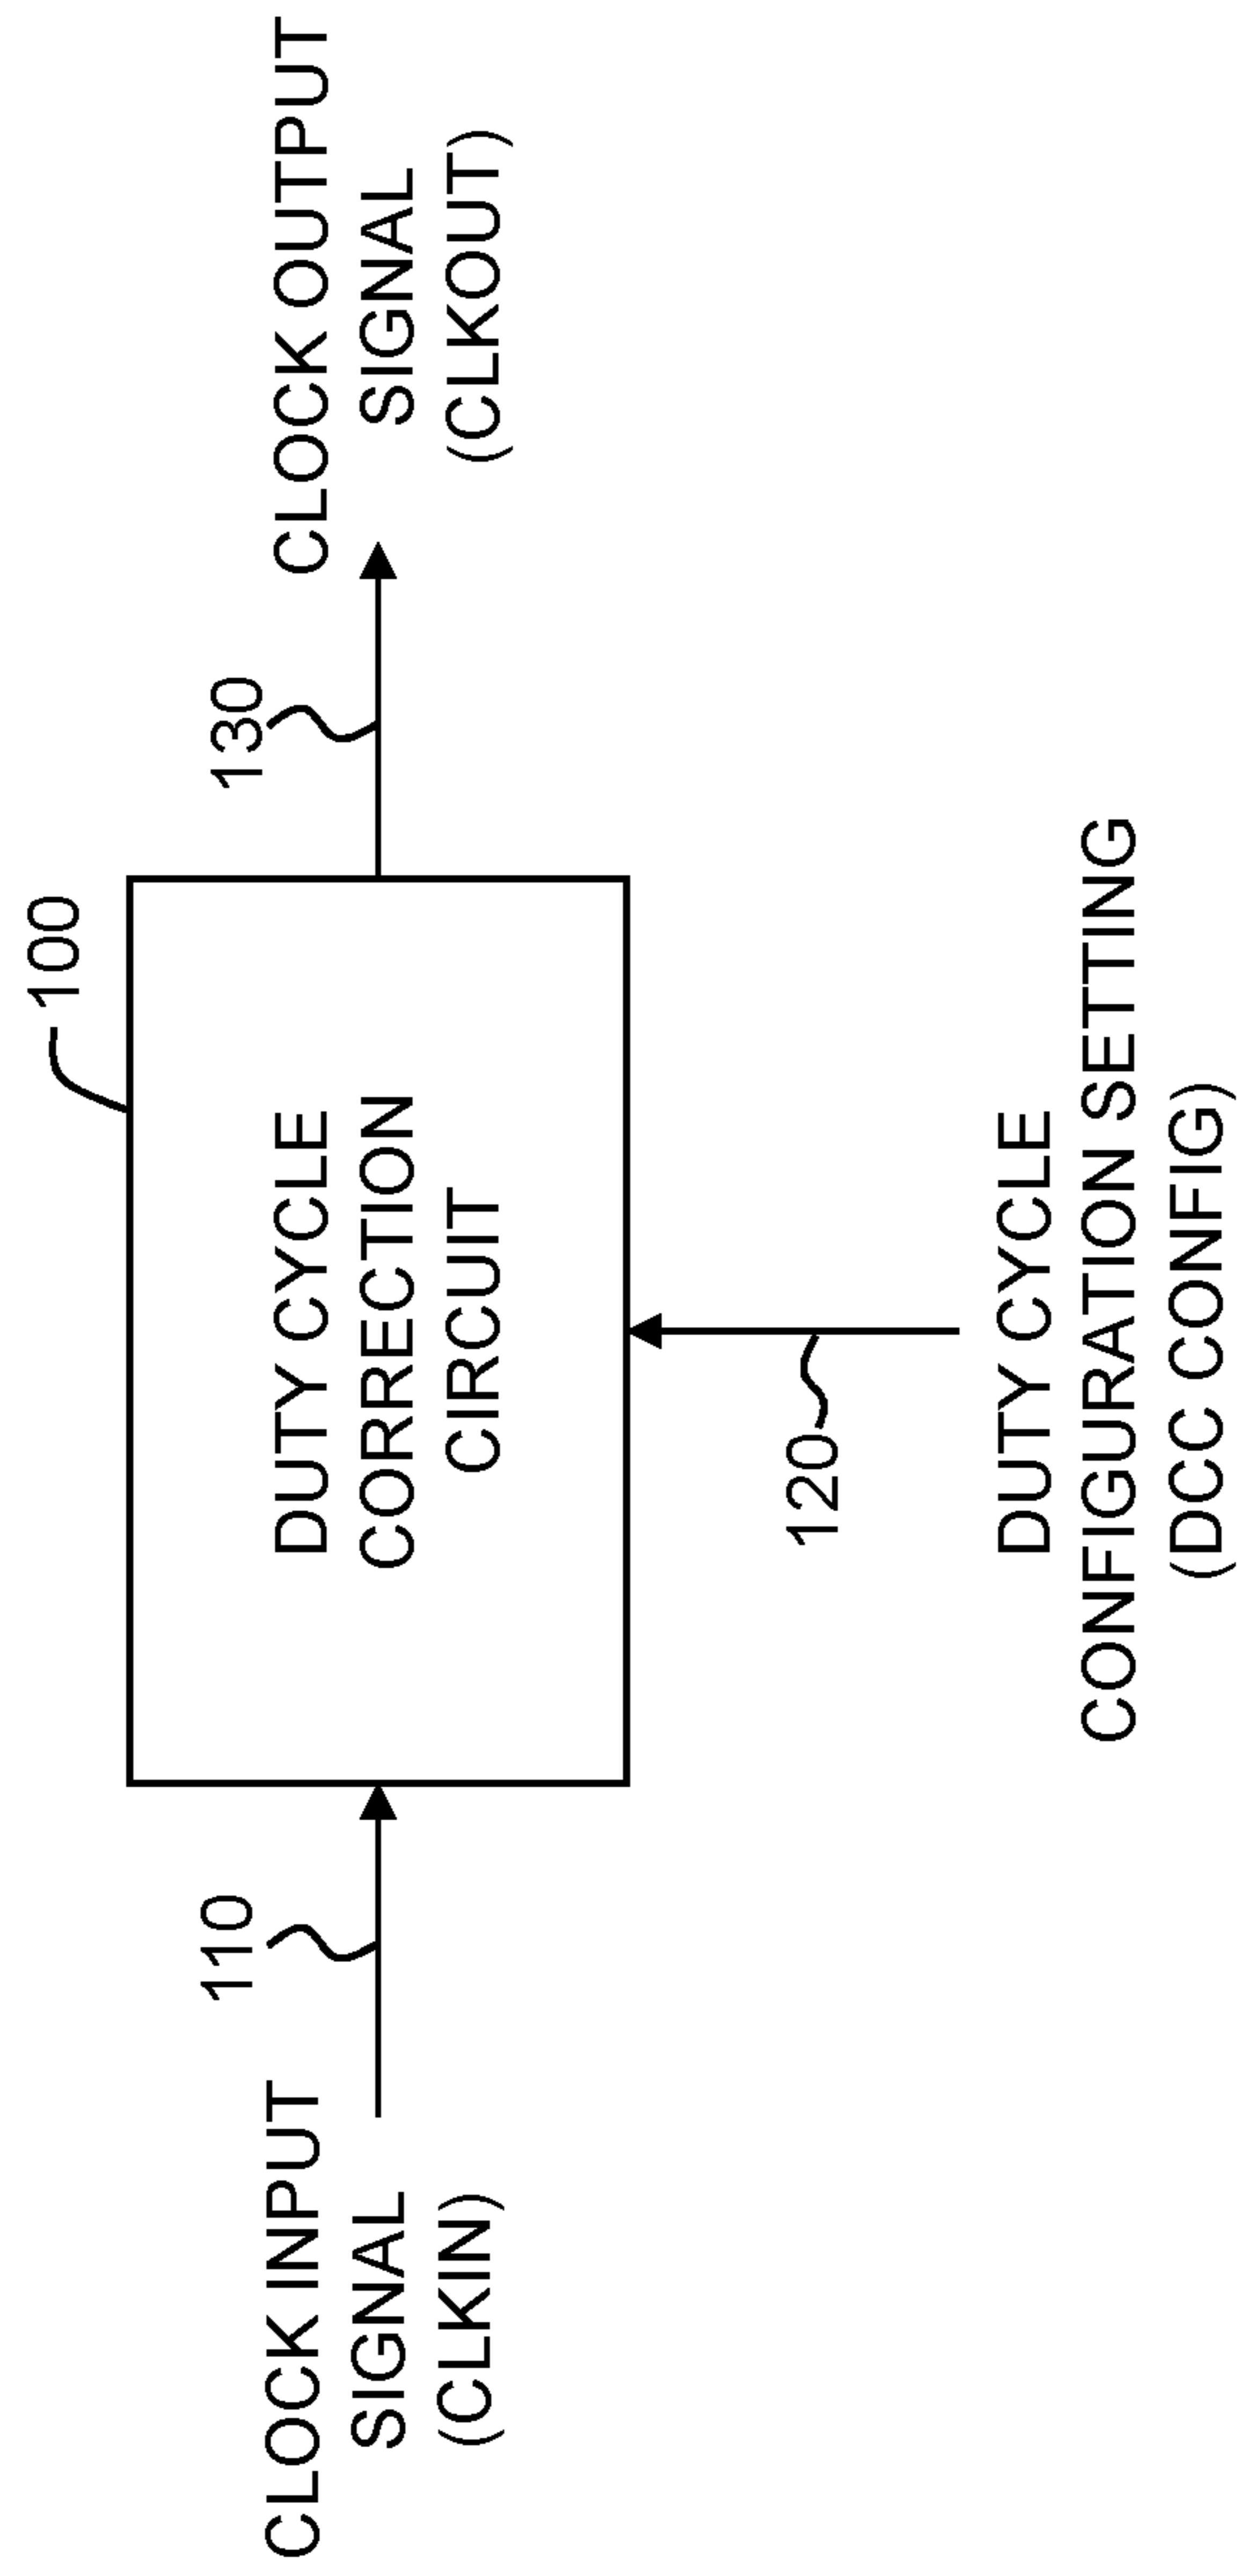 100
CLOCK INPUT
SIGNAL
(CLKIN)
110
DUTY CYCLE
CORRECTION
CIRCUIT
130
CLOCK OUTPUT
SIGNAL
(CLKOUT)
120
DUTY CYCLE
CONFIGURATION SETTING
(DCC CONFIG)